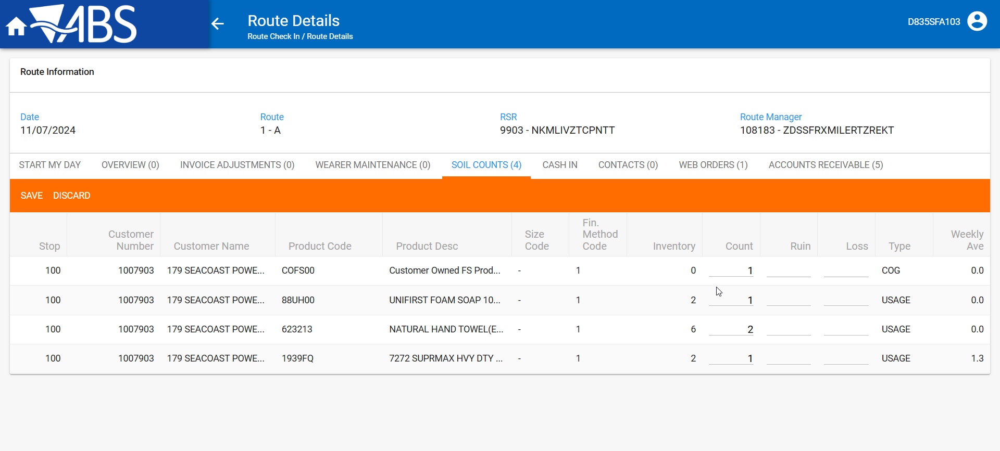 ABS
Route Details
Route Check In / Route Details
D835SFA103
Route Information
Date
Route
RSR
Route Manager
11/07/2024
1 - A
9903 - NKMLIVZTCPNTT
108183 - ZDSSFRXMILERTZREKT
START MY DAY OVERVIEW (0) INVOICE ADJUSTMENTS (0) WEARER MAINTENANCE (0) SOIL COUNTS (4) CASH IN CONTACTS (0) WEB ORDERS (1) ACCOUNTS RECEIVABLE (5)
SAVE DISCARD
Stop Customer Number Customer Name Product Code Product Desc Size Code Fin. Method Code Inventory Count Ruin Loss Type Weekly Ave
100 1007903 179 SEACOAST POWE... COFS00 Customer Owned FS Prod... - 1 0 1 COG 0.0
100 1007903 179 SEACOAST POWE... 88UH00 UNIFIRST FOAM SOAP 10... - 1 2 1 USAGE 0.0
100 1007903 179 SEACOAST POWE... 623213 NATURAL HAND TOWEL(E... - 1 6 2 USAGE 0.0
100 1007903 179 SEACOAST POWE... 1939FQ 7272 SUPRMAX HVY DTY ... - 1 2 1 USAGE 1.3